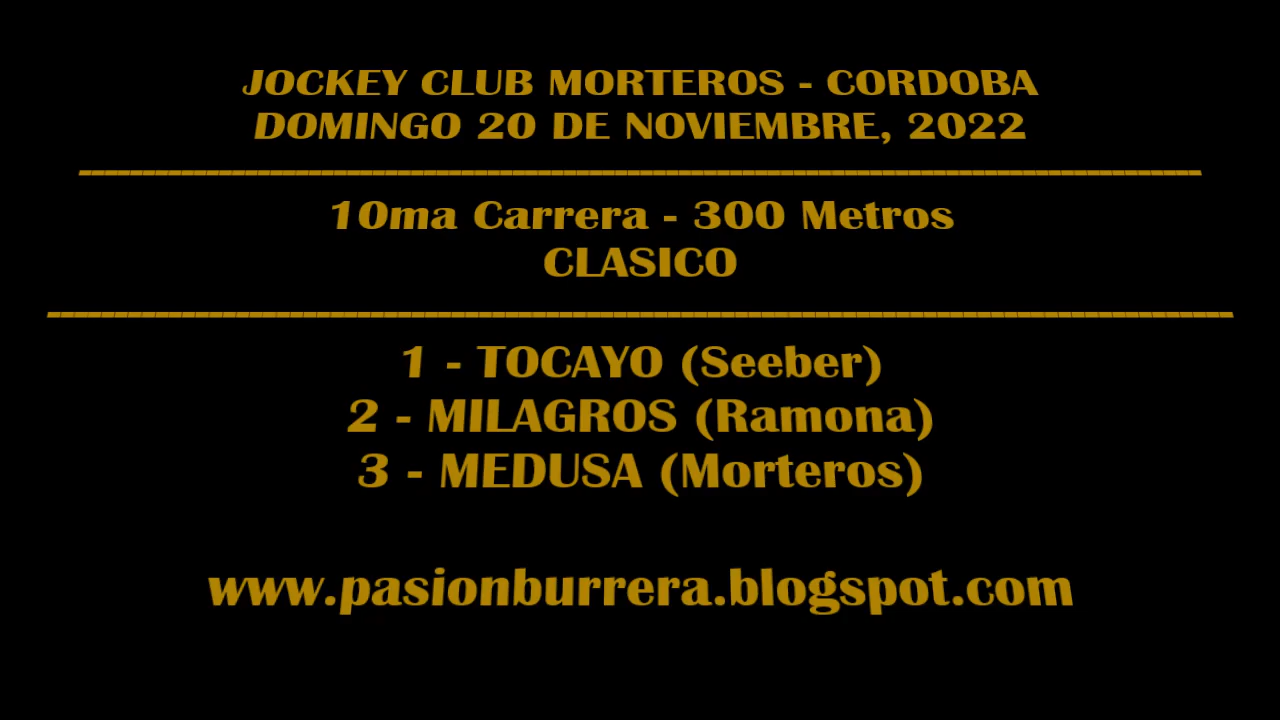 JOCKEY CLUB MORTEROS - CORDOBA
DOMINGO 20 DE NOVIEMBRE, 2022
10ma Carrera - 300 Metros
CLASICO
1 - TOCAYO (Seeber)
2 - MILAGROS (Ramona)
3 - MEDUSA (Morteros)
www.pasionburrera.blogspot.com